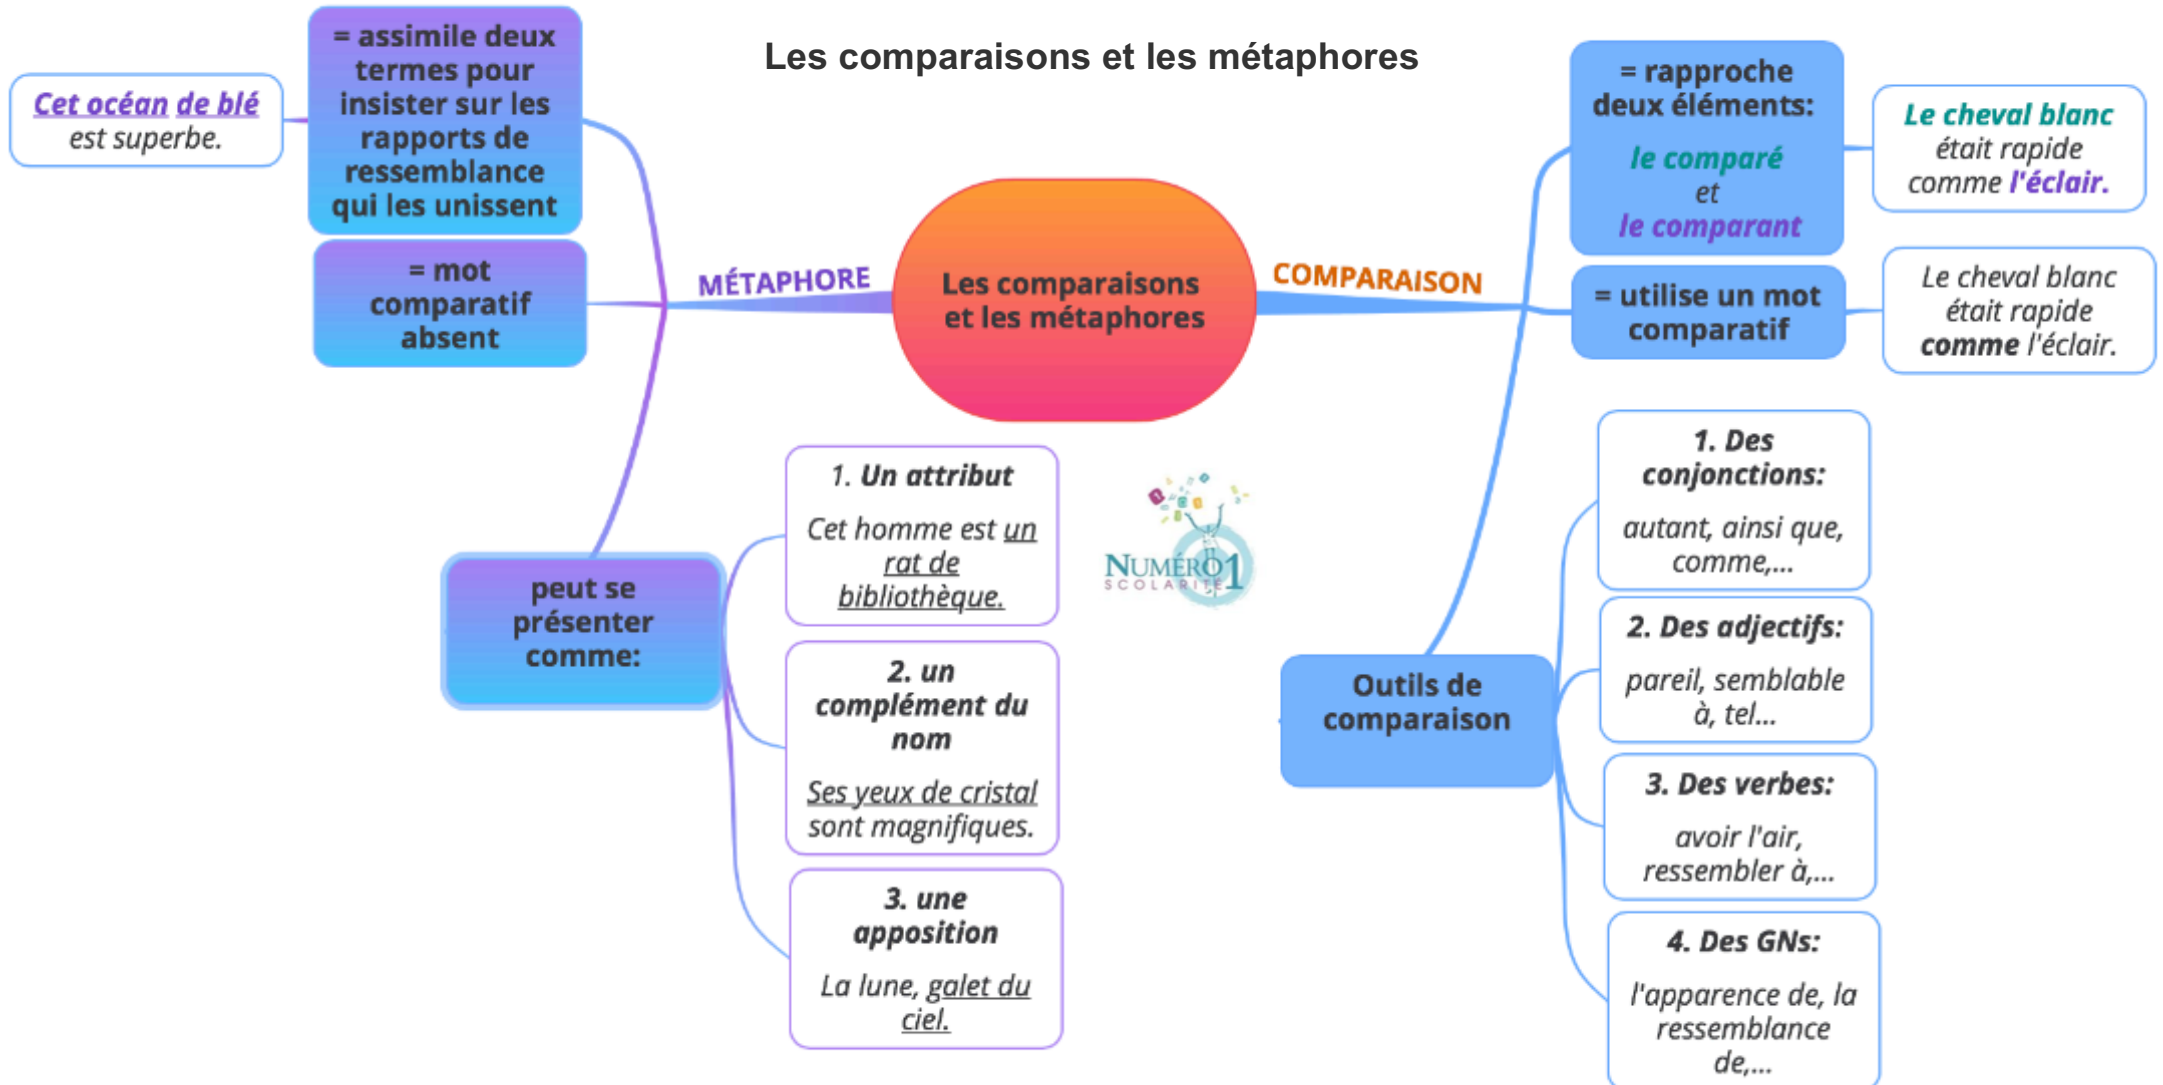 Les comparaisons et les métaphores
= assimile deux
termes pour
insister sur les
rapports de
ressemblance
qui les unissent
Cet océan de blé
est superbe.
= mot
comparatif
absent
MÉTAPHORE
Les comparaisons
et les métaphores
COMPARAISON
= rapproche
deux éléments:
le comparé
et
le comparant
Le cheval blanc
était rapide
comme l'éclair.
= utilise un mot
comparatif
Le cheval blanc
était rapide
comme l'éclair.
peut se
présenter
comme:
1. Un attribut
Cet homme est un
rat de
bibliothèque.
2. un
complément du
nom
Ses yeux de cristal
sont magnifiques.
3. une
apposition
La lune, galet du
ciel.
NUMÉRO1
SCOLARITÉ
Outils de
comparaison
1. Des
conjonctions:
autant, ainsi que,
comme,...
2. Des adjectifs:
pareil, semblable
à, tel...
3. Des verbes:
avoir l'air,
ressembler à,...
4. Des GNs:
l'apparence de, la
ressemblance
de,...